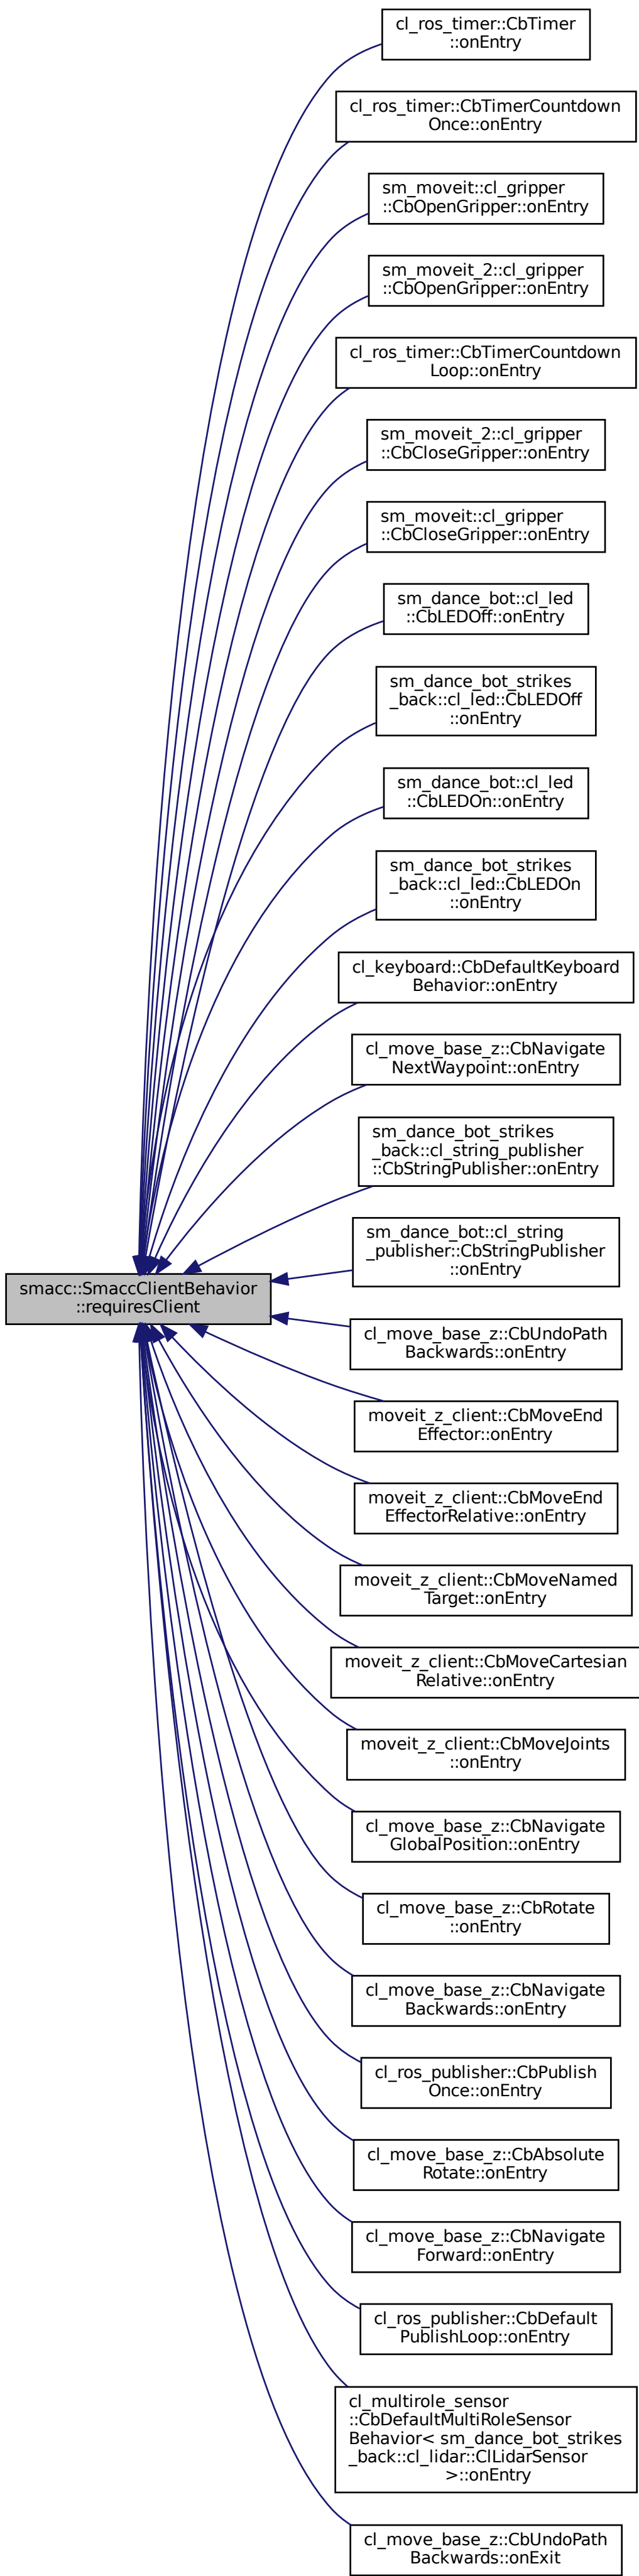 cl_ros_timer::CbTimer
::onEntry
cl_ros_timer::CbTimerCountdown
Once::onEntry
sm_moveit::cl_gripper
::CbOpenGripper::onEntry
sm_moveit_2::cl_gripper
::CbOpenGripper::onEntry
cl_ros_timer::CbTimerCountdown
Loop::onEntry
sm_moveit_2::cl_gripper
::CbCloseGripper::onEntry
sm_moveit::cl_gripper
::CbCloseGripper::onEntry
sm_dance_bot::cl_led
::CbLEDOff::onEntry
sm_dance_bot_strikes
_back::cl_led::CbLEDOff
::onEntry
sm_dance_bot::cl_led
::CbLEDOn::onEntry
sm_dance_bot_strikes
_back::cl_led::CbLEDOn
::onEntry
cl_keyboard::CbDefaultKeyboard
Behavior::onEntry
cl_move_base_z::CbNavigate
NextWaypoint::onEntry
sm_dance_bot_strikes
_back::cl_string_publisher
::CbStringPublisher::onEntry
sm_dance_bot::cl_string
_publisher::CbStringPublisher
::onEntry
smacc::SmaccClientBehavior
::requiresClient
cl_move_base_z::CbUndoPath
Backwards::onEntry
moveit_z_client::CbMoveEnd
Effector::onEntry
moveit_z_client::CbMoveEnd
EffectorRelative::onEntry
moveit_z_client::CbMoveNamed
Target::onEntry
moveit_z_client::CbMoveCartesian
Relative::onEntry
moveit_z_client::CbMoveJoints
::onEntry
cl_move_base_z::CbNavigate
GlobalPosition::onEntry
cl_move_base_z::CbRotate
::onEntry
cl_move_base_z::CbNavigate
Backwards::onEntry
cl_ros_publisher::CbPublish
Once::onEntry
cl_move_base_z::CbAbsolute
Rotate::onEntry
cl_move_base_z::CbNavigate
Forward::onEntry
cl_ros_publisher::CbDefault
PublishLoop::onEntry
cl_multirole_sensor
::CbDefaultMultiRoleSensor
Behavior< sm_dance_bot_strikes
_back::cl_lidar::ClLidarSensor
>::onEntry
cl_move_base_z::CbUndoPath
Backwards::onExit